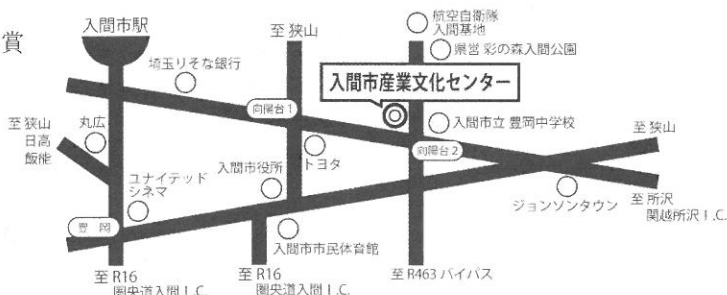 賞
入間市駅
至 狭山
航空自衛隊
入間基地
県営 彩の森入間公園
埼玉りそな銀行
入間市産業文化センター
向陽台1
至 狭山
日高
飯能
丸広
入間市立 豊岡中学校
至 狭山
向陽台2
入間市役所
トヨタ
ユナイテッド
シネマ
ジョンソンタウン
至 所沢
関越所沢 I.C.
豊 岡
入間市市民体育館
至 R16
圏央道入間 I.C.
至 R16
圏央道入間 I.C.
至 R463 バイパス